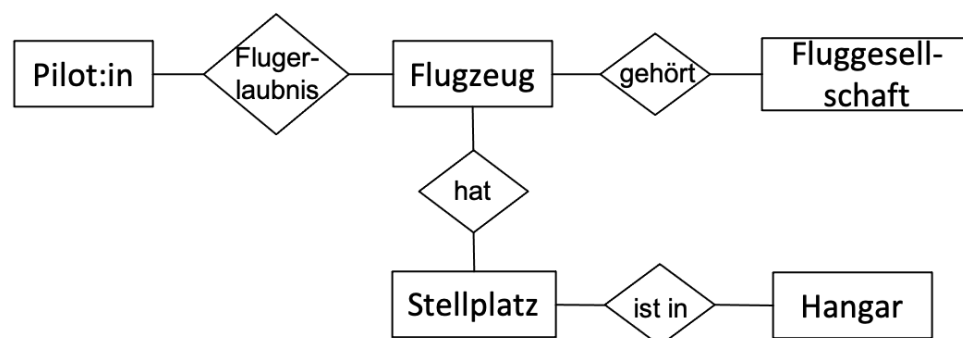 Pilot:in
Fluger-
laubnis
Flugzeug
gehört
Fluggesell-
schaft
hat
Stellplatz
ist in
Hangar